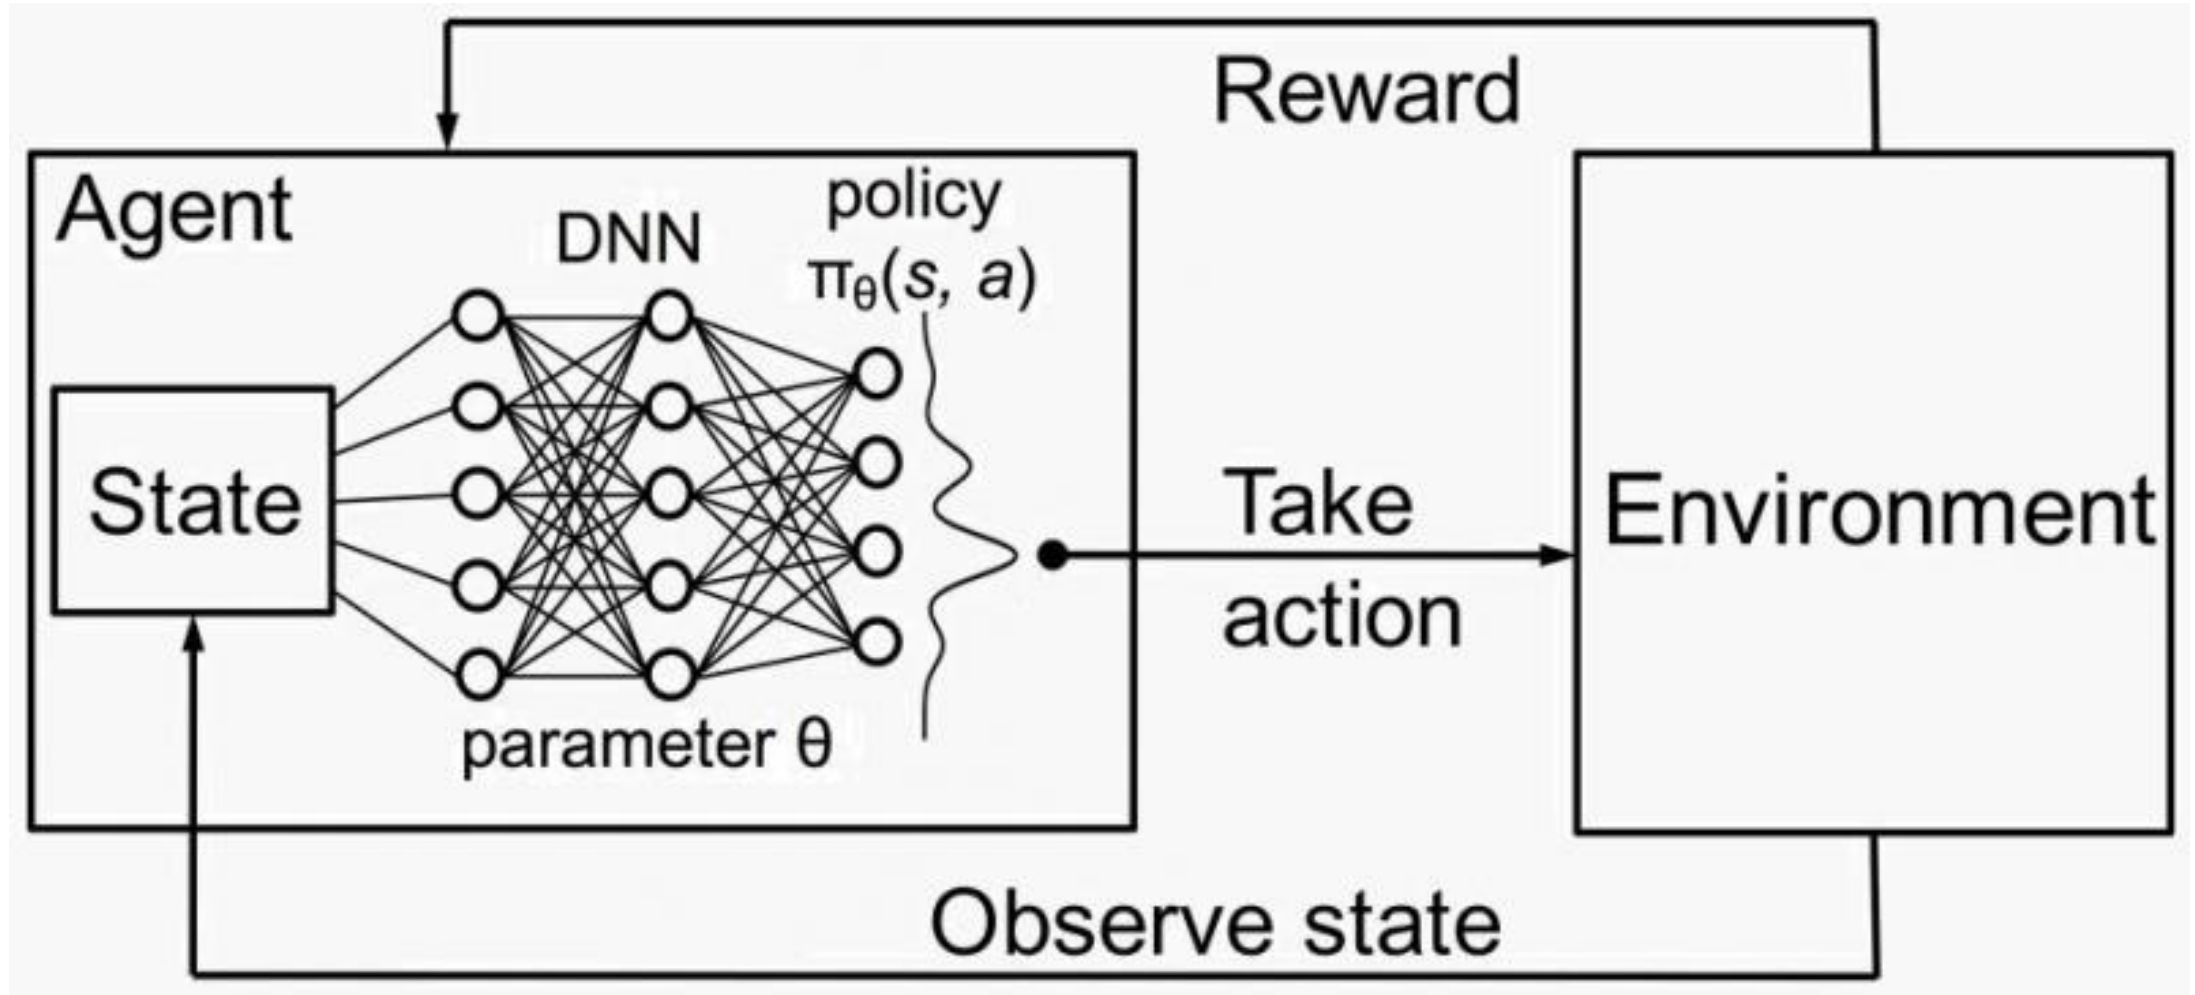 Reward
Agent
DNN
policy
πθ(s, a)
State
parameter θ
Take
action
Environment
Observe state